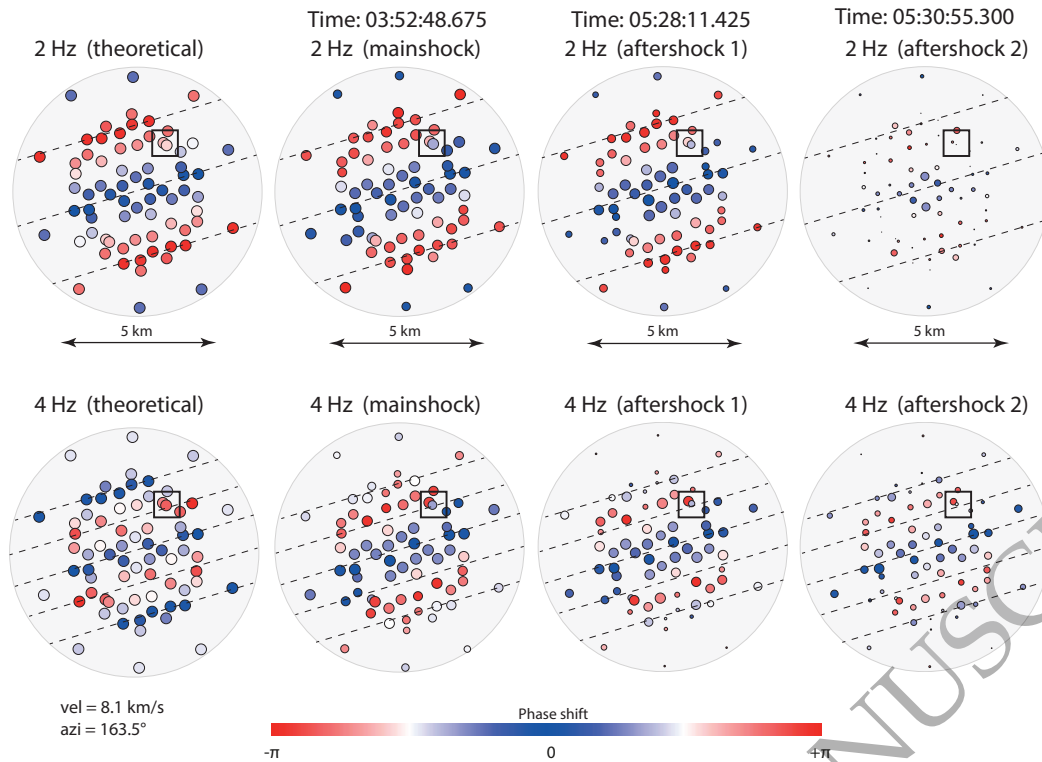 Time: 03:52:48.675 Time: 05:28:11.425 Time: 05:30:55.300
2 Hz (theoretical) 2 Hz (mainshock) 2 Hz (aftershock 1) 2 Hz (aftershock 2)
5 km 5 km 5 km 5 km
4 Hz (theoretical) 4 Hz (mainshock) 4 Hz (aftershock 1) 4 Hz (aftershock 2)
vel = 8.1 km/s
azi = 163.5°
Phase shift
-π 0 +π
NUSC